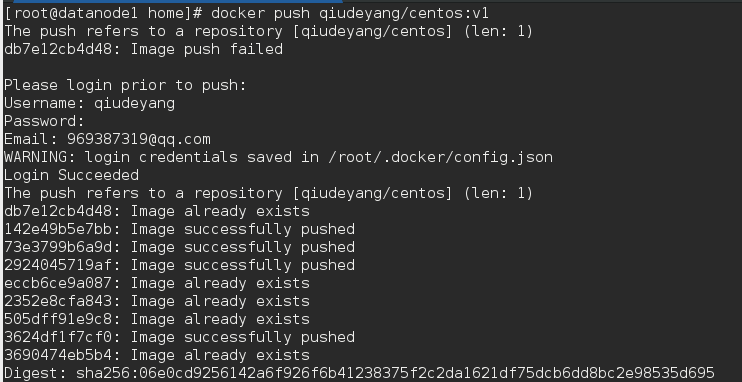 [root@datanode1 home]# docker push qiudeyang/centos:v1
The push refers to a repository [qiudeyang/centos] (len: 1)
db7e12cb4d48: Image push failed
Please login prior to push:
Username: qiudeyang
Password:
Email: 969387319@qq.com
WARNING: login credentials saved in /root/.docker/config.json
Login Succeeded
The push refers to a repository [qiudeyang/centos] (len: 1)
db7e12cb4d48: Image already exists
142e49b5e7bb: Image successfully pushed
73e3799b6a9d: Image successfully pushed
2924045719af: Image successfully pushed
eccb6ce9a087: Image already exists
2352e8cfa843: Image already exists
505dff91e9c8: Image already exists
3624df1f7cf0: Image successfully pushed
3690474eb5b4: Image already exists
Digest: sha256:06e0cd9256142a6f926f6b41238375f2c2da1621df75dcb6dd8bc2e98535d695